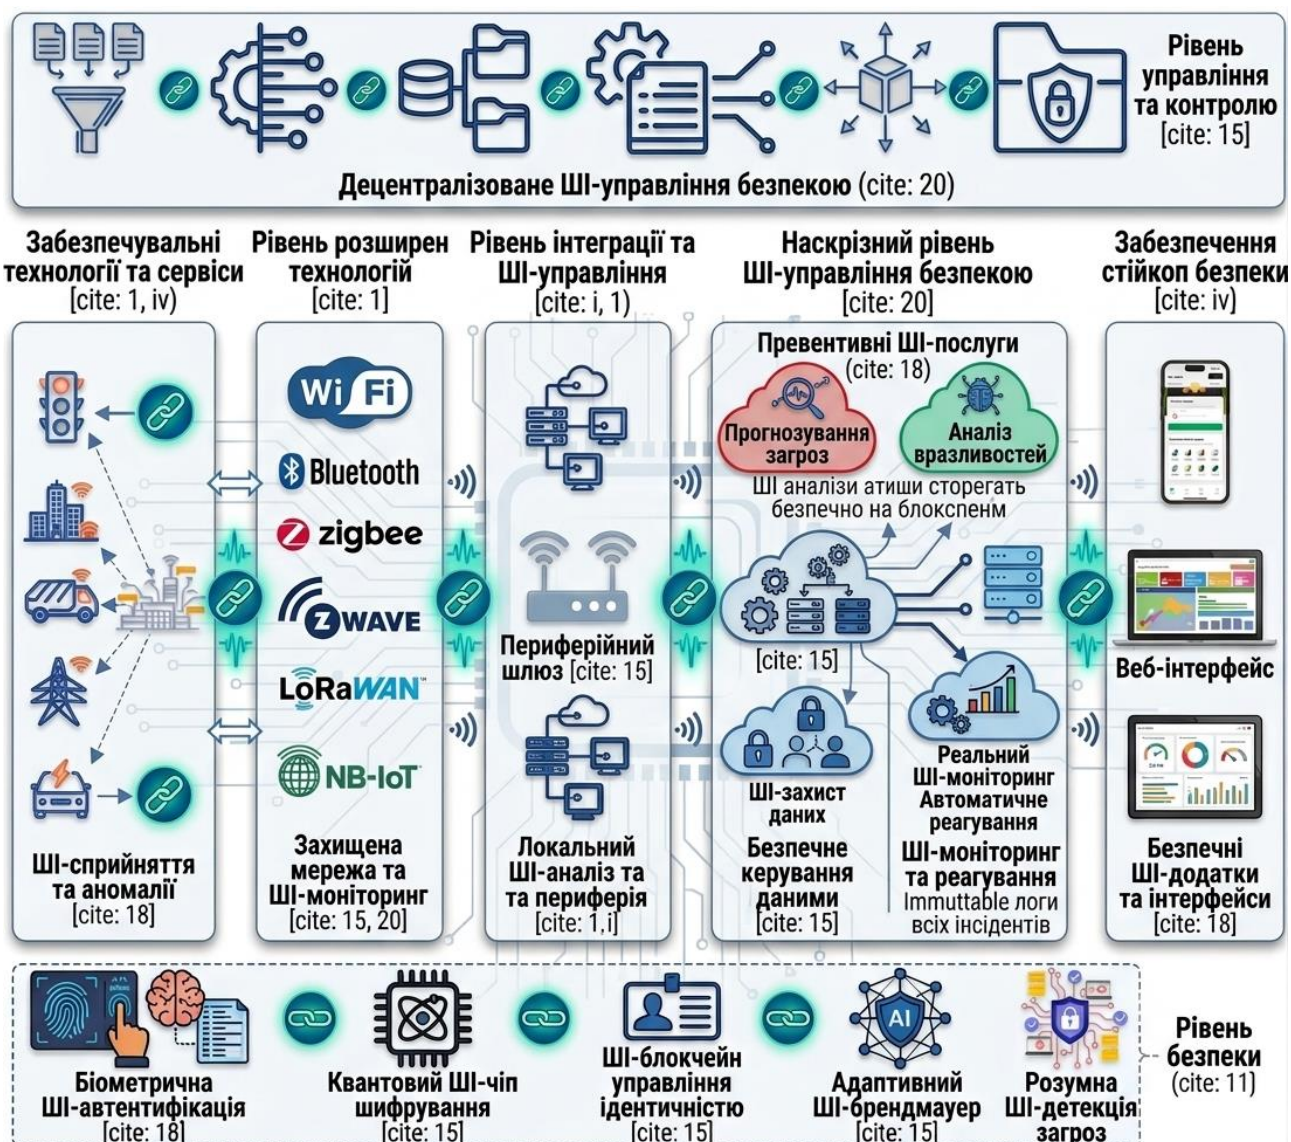 Рівень
управління
та контролю
[cite: 15]
Децентралізоване ШІ-управління безпекою (cite: 20)
Забезпечувальні
технології та сервіси
[cite: 1, iv)
Рівень розширен
технологій
[cite: 1]
Рівень інтеграції та
ШІ-управління
[cite: i, 1)
Наскрізний рівень
ШІ-управління безпекою
[cite: 20]
Забезпечення
стійкоп безпеки
[cite: iv)
ШІ-сприйняття
та аномалії
[cite: 18]
Wi Fi
Bluetooth
zigbee
Z WAVE
LoRaWAN
NB-IoT
Захищена
мережа та
ШІ-моніторинг
[cite: 15, 20]
Периферійний
шлюз [cite: 15]
Локальний
ШІ-аналіз та
та периферія
[cite: 1,i]
Превентивні ШІ-послуги
(cite: 18)
Прогнозування
загроз
Аналіз
вразливостей
ШІ аналізи атиши сторегать
безпечно на блокспенм
[cite: 15]
ШІ-захист
даних
Безпечне
керування
даними
[cite: 15]
Реальний
ШІ-моніторинг
Автоматичне
реагування
ШІ-моніторинг
та реагування
Immuttable логи
всіх інсідентів
Веб-інтерфейс
Безпечні
ШІ-додатки
та інтерфейси
[cite: 18]
Біометрична
ШІ-автентифікація
[cite: 18]
Квантовий ШІ-чіп
шифрування
[cite: 15]
ШІ-блокчейн
управління
ідентичністю
[cite: 15]
AI
Адаптивний
ШІ-брендмауер
[cite: 15]
Розумна
ШІ-детекція
загроз
Рівень
безпеки
(cite: 11)